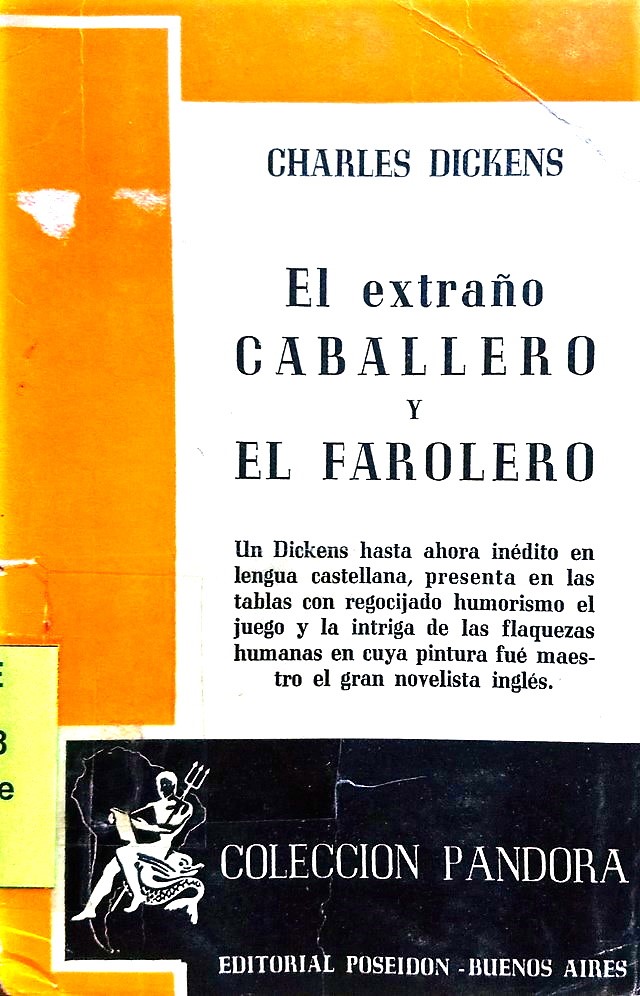 CHARLES DICKENS
El extraño
CABALLERO
Y
EL FAROLERO
Un Dickens hasta ahora inédito en
lengua castellana, presenta en las
tablas con regocijado humorismo el
juego y la intriga de las flaquezas
humanas en cuya pintura fué maes-
tro el gran novelista inglés.
3
e
COLECCION PANDORA
EDITORIAL POSEIDON - BUENOS AIRES